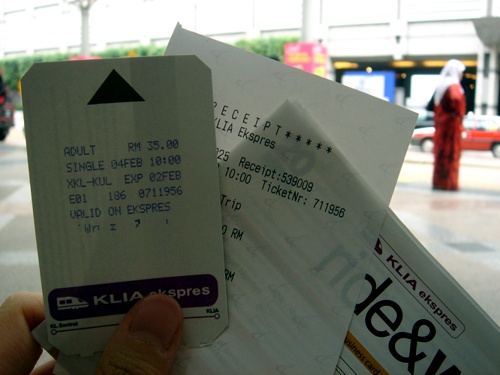 ADULT RM 35.00
SINGLE 04FEB 10:00
XKL-KUL EXP 02FEB
E01 186 0711956
VALID ON EKSPRES
KLIA ekspres
KL Sentral KLIA
RECEIPT*****
KLIA Ekspres
025 Receipt:539009
10:00 TicketNr: 711956
Trip
0 RM
RM
KLIA ekspres
ride&w